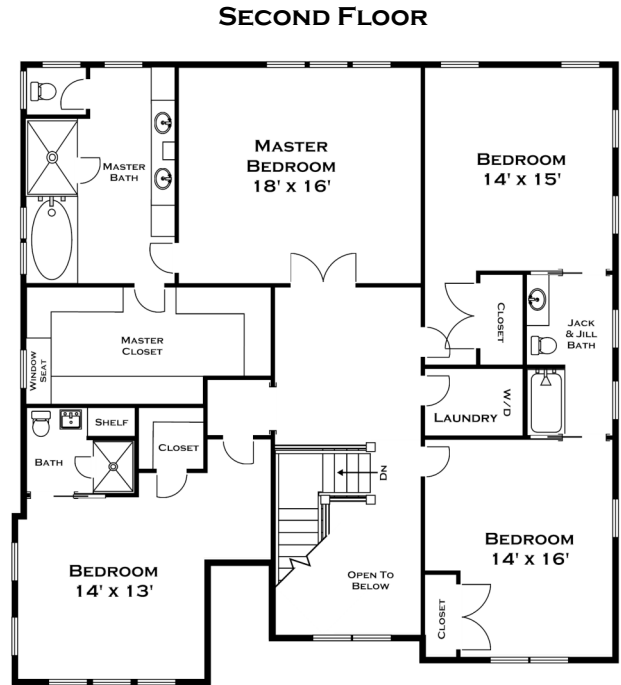 SECOND FLOOR
MASTER
BATH
MASTER
BEDROOM
18' X 16'
BEDROOM
14' X 15'
MASTER
CLOSET
WINDOW
SEAT
CLOSET
JACK
& JILL
BATH
LAUNDRY
W/D
SHELF
BATH
CLOSET
DN
BEDROOM
14' X 13'
OPEN TO
BELOW
BEDROOM
14' X 16'
CLOSET